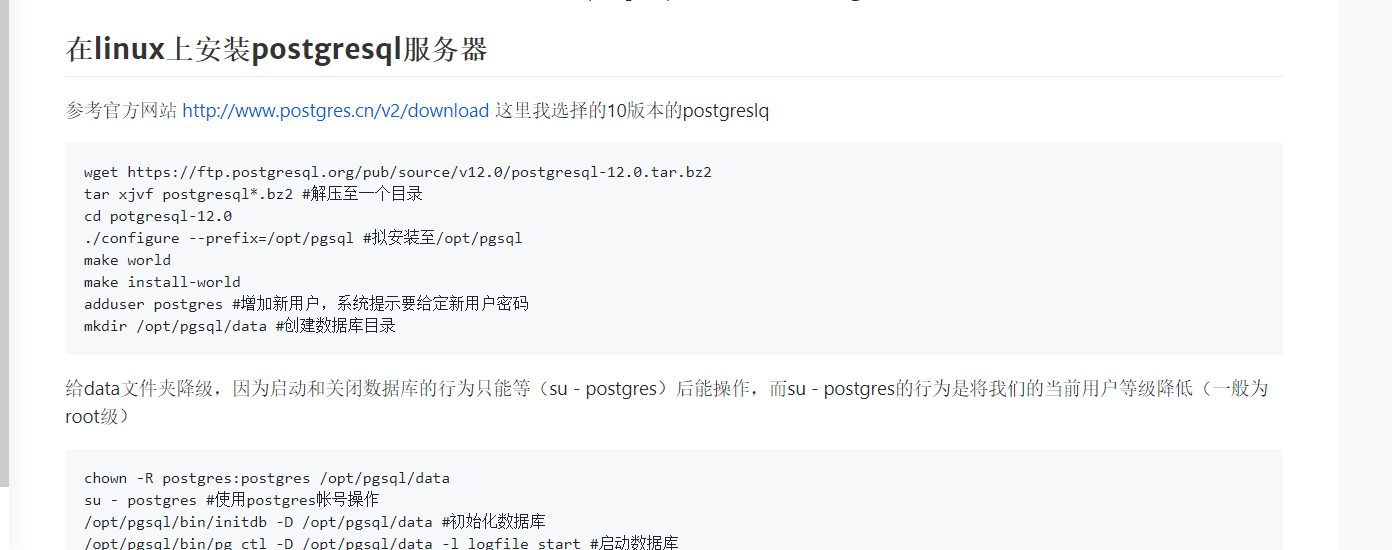 在linux上安装postgresql服务器
参考官方网站 http://www.postgres.cn/v2/download 这里我选择的10版本的postgreslq
wget https://ftp.postgresql.org/pub/source/v12.0/postgresql-12.0.tar.bz2
tar xjvf postgresql*.bz2 #解压至一个目录
cd potgresql-12.0
./configure --prefix=/opt/pgsql #拟安装至/opt/pgsql
make world
make install-world
adduser postgres #增加新用户，系统提示要给定新用户密码
mkdir /opt/pgsql/data #创建数据库目录
给data文件夹降级，因为启动和关闭数据库的行为只能等（su - postgres）后能操作，而su - postgres的行为是将我们的当前用户等级降低（一般为
root级）
chown -R postgres:postgres /opt/pgsql/data
su - postgres #使用postgres帐号操作
/opt/pgsql/bin/initdb -D /opt/pgsql/data #初始化数据库
/opt/pgsql/bin/pg_ctl -D /opt/pgsql/data -l logfile start #启动数据库